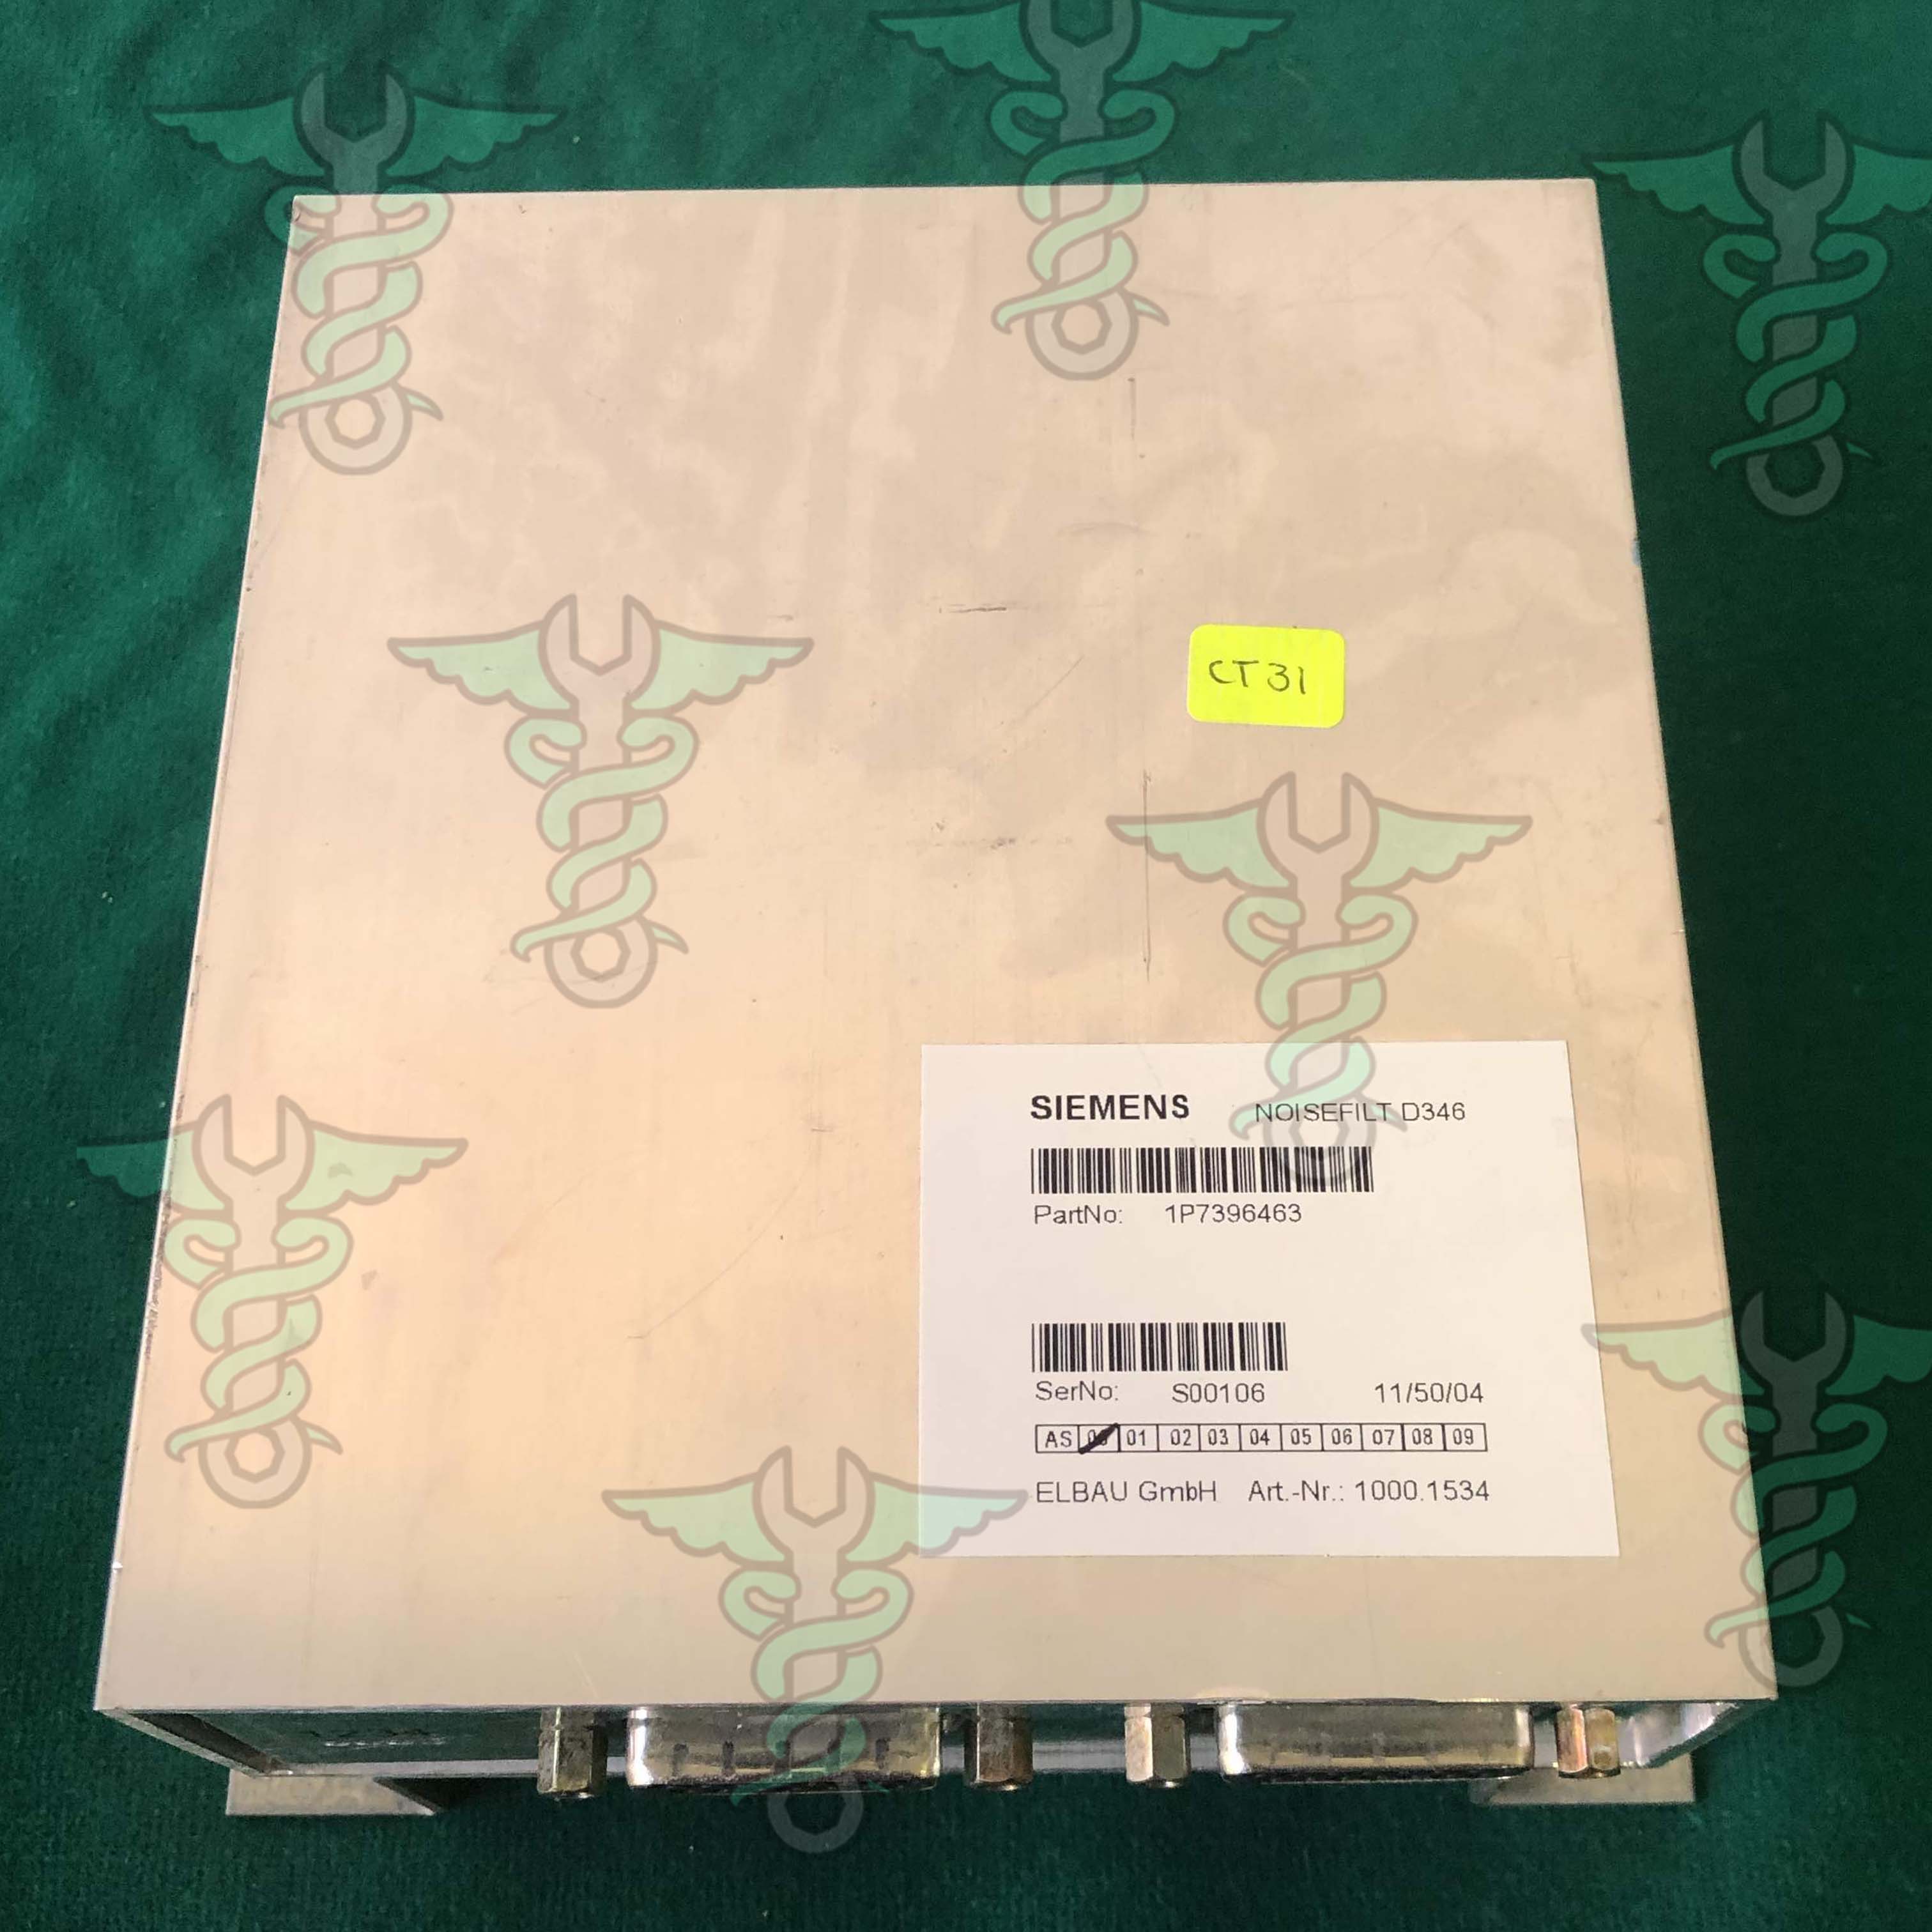 CT31
SIEMENS NOISEFILT D346
PartNo: 1P7396463
SerNo: S00106 11/50/04
AS 00 01 02 03 04 05 06 07 08 09
ELBAU GmbH Art.-Nr.: 1000.1534